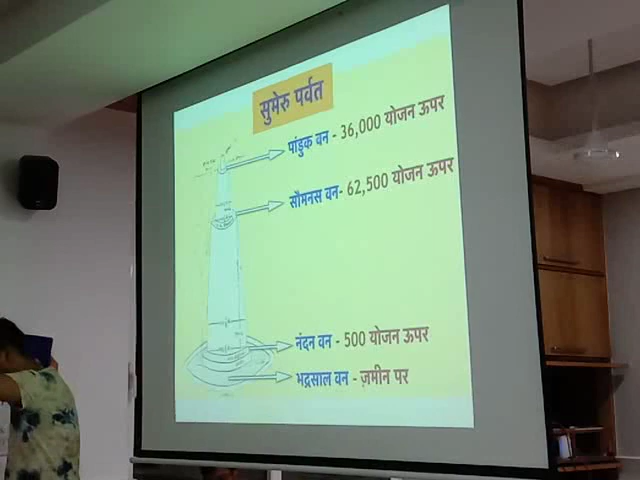 सुमेरु पर्वत
पांडुक वन - 36,000 योजन ऊपर
सौमनस वन- 62,500 योजन ऊपर
नंदन वन - 500 योजन ऊपर
भद्रसाल वन - ज़मीन पर